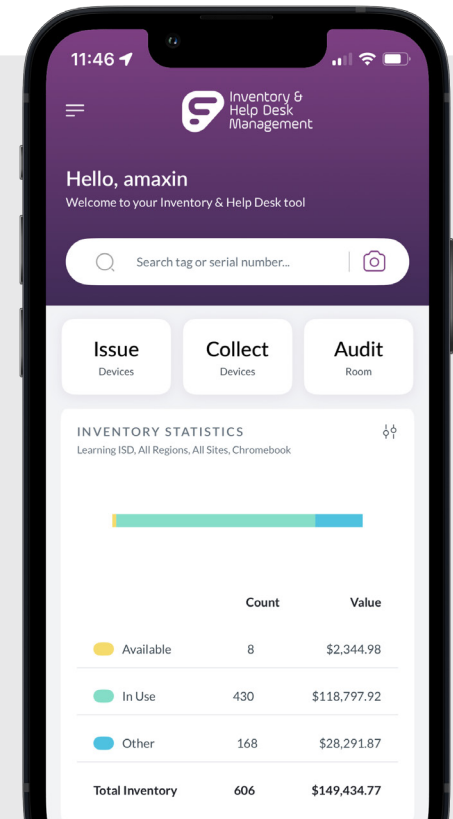 11:46
Inventory &
Help Desk
Management
Hello, amaxin
Welcome to your Inventory & Help Desk tool
Search tag or serial number...
Issue Collect Audit
Devices Devices Room
INVENTORY STATISTICS
Learning ISD, All Regions, All Sites, Chromebook
Count Value
Available 8 $2,344.98
In Use 430 $118,797.92
Other 168 $28,291.87
Total Inventory 606 $149,434.77